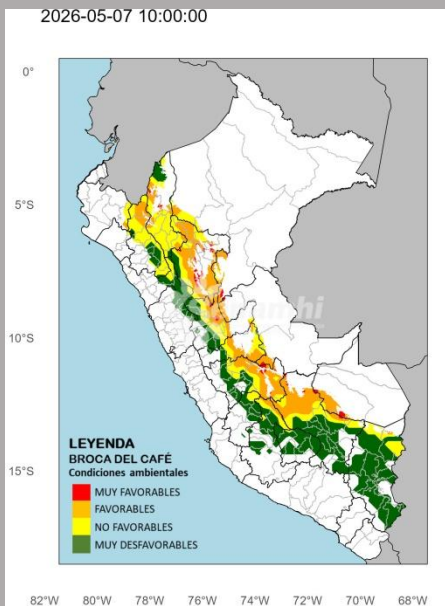 2026-05-07 10:00:00
0°
5°S
10°S
15°S
senamhi
LEYENDA
BROCA DEL CAFÉ
Condiciones ambientales
MUY FAVORABLES
FAVORABLES
NO FAVORABLES
MUY DESFAVORABLES
82°W 80°W 78°W 76°W 74°W 72°W 70°W 68°W